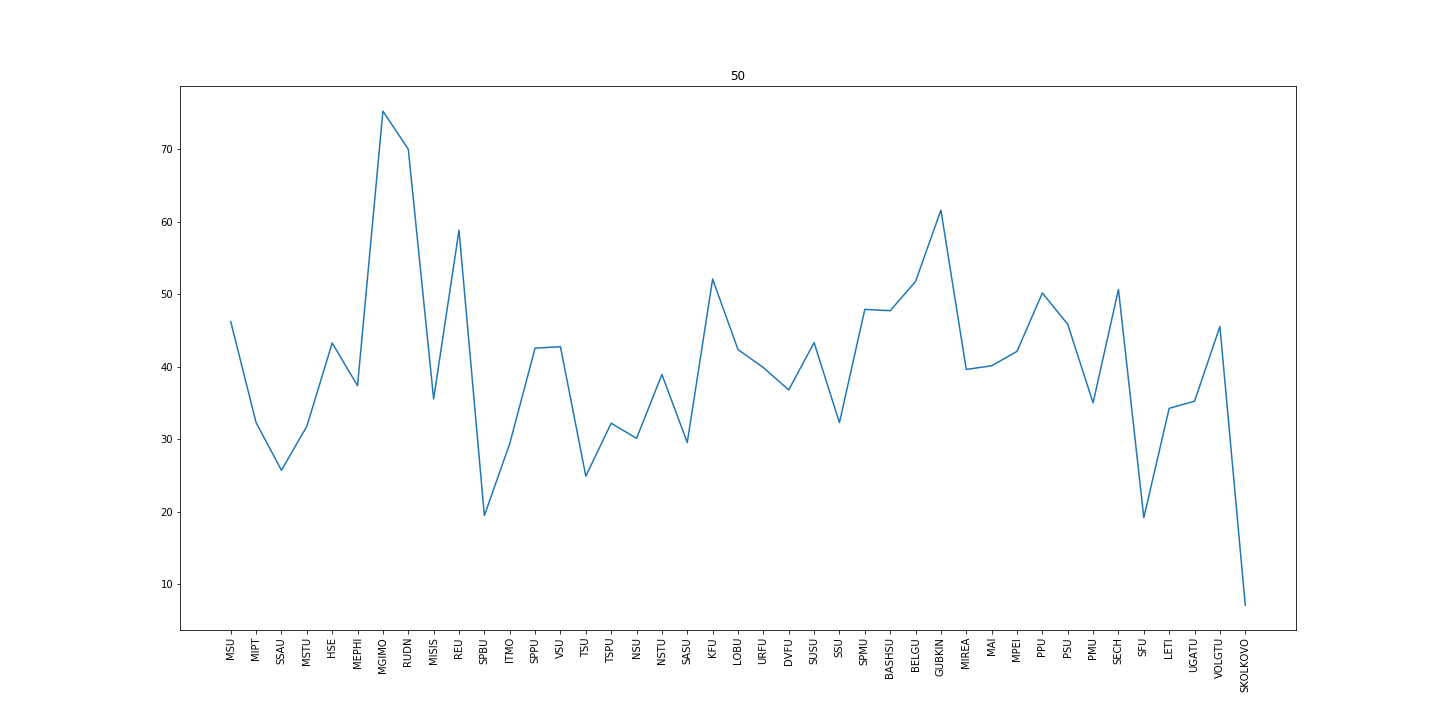 50
70
60
50
40
30
20
10
MSU
MIPT
SSAU
MSTU
HSE
MEPHI
MGIMO
RUDN
MISIS
REU
SPBU
ITMO
SPPU
VSU
TSU
TSPU
NSU
NSTU
SASU
KFU
LOBU
URFU
DVFU
SUSU
SSU
SPMU
BASHSU
BELGU
GUBKIN
MIREA
MAI
MPEI
PPU
PSU
PMU
SECH
SFU
LETI
UGATU
VOLGTU
SKOLKOVO